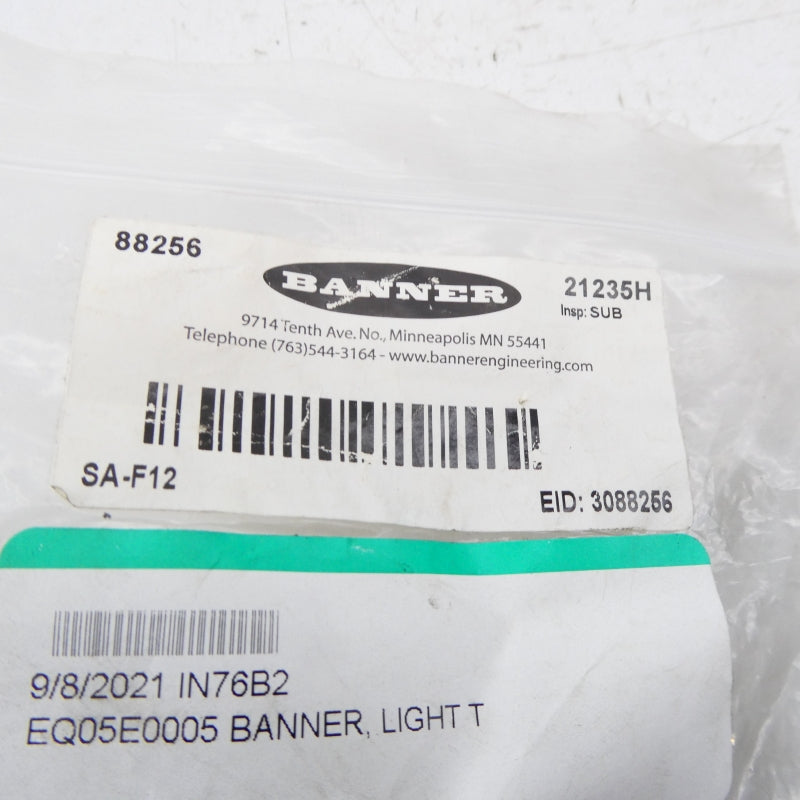 88256
BANNER
21235H
Insp: SUB
9714 Tenth Ave. No., Minneapolis MN 55441
Telephone (763)544-3164 - www.bannerengineering.com
SA-F12
EID: 3088256
9/8/2021 IN76B2
EQ05E0005 BANNER, LIGHT T